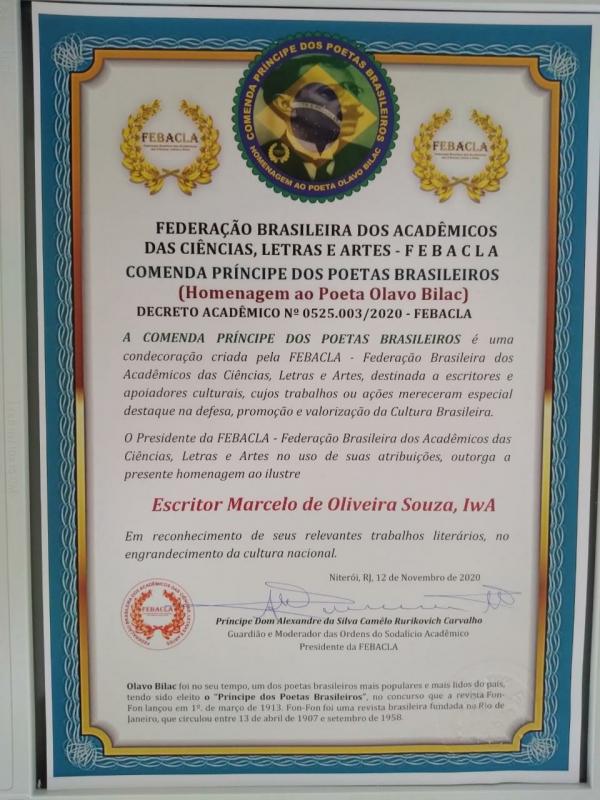 COMENDA PRÍNCIPE DOS POETAS BRASILEIROS
HOMENAGEM AO POETA OLAVO BILAC
FEBACLA
FEBACLA
FEDERAÇÃO BRASILEIRA DOS ACADÊMICOS
DAS CIÊNCIAS, LETRAS E ARTES - F E B A C L A
COMENDA PRÍNCIPE DOS POETAS BRASILEIROS
(Homenagem ao Poeta Olavo Bilac)
DECRETO ACADÊMICO Nº 0525.003/2020 - FEBACLA
A COMENDA PRÍNCIPE DOS POETAS BRASILEIROS é uma
condecoração criada pela FEBACLA - Federação Brasileira dos
Acadêmicos das Ciências, Letras e Artes, destinada a escritores e
apoiadores culturais, cujos trabalhos ou ações mereceram especial
destaque na defesa, promoção e valorização da Cultura Brasileira.
O Presidente da FEBACLA - Federação Brasileira dos Acadêmicos das
Ciências, Letras e Artes no uso de suas atribuições, outorga a
presente homenagem ao ilustre
Escritor Marcelo de Oliveira Souza, IwA
Em reconhecimento de seus relevantes trabalhos literários, no
engrandecimento da cultura nacional.
Niterói, RJ, 12 de Novembro de 2020
FEBACLA
Príncipe Dom Alexandre da Silva Camêlo Rurikovich Carvalho
Guardião e Moderador das Ordens do Sodalício Acadêmico
Presidente da FEBACLA
Olavo Bilac foi no seu tempo, um dos poetas brasileiros mais populares e mais lidos do país,
tendo sido eleito o "Príncipe dos Poetas Brasileiros", no concurso que a revista Fon-
Fon lançou em 1º. de março de 1913. Fon-Fon foi uma revista brasileira fundada no Rio de
Janeiro, que circulou entre 13 de abril de 1907 e setembro de 1958.